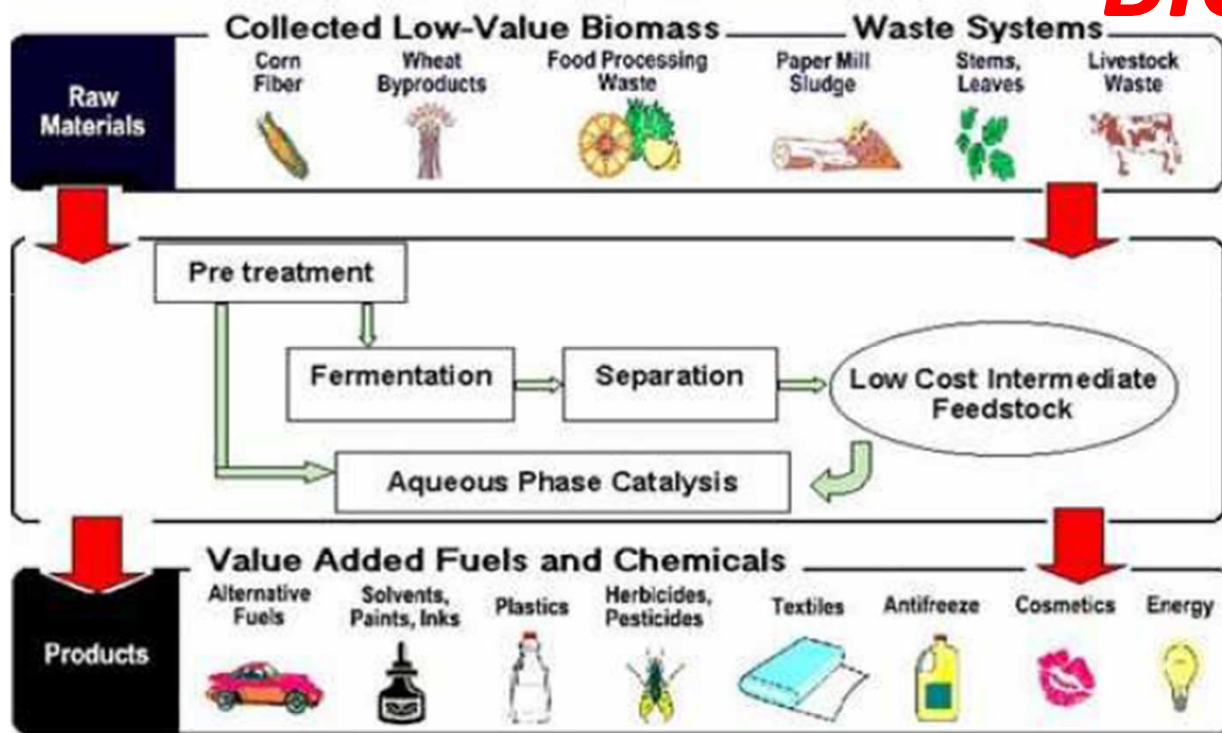 Collected Low-Value Biomass Waste Systems
Raw
Materials
Corn
Fiber
Wheat
Byproducts
Food Processing
Waste
Paper Mill
Sludge
Stems,
Leaves
Livestock
Waste
Pre treatment
Fermentation
Separation
Low Cost Intermediate
Feedstock
Aqueous Phase Catalysis
Value Added Fuels and Chemicals
Products
Alternative
Fuels
Solvents,
Paints, Inks
Plastics
Herbicides,
Pesticides
Textiles
Antifreeze
Cosmetics
Energy